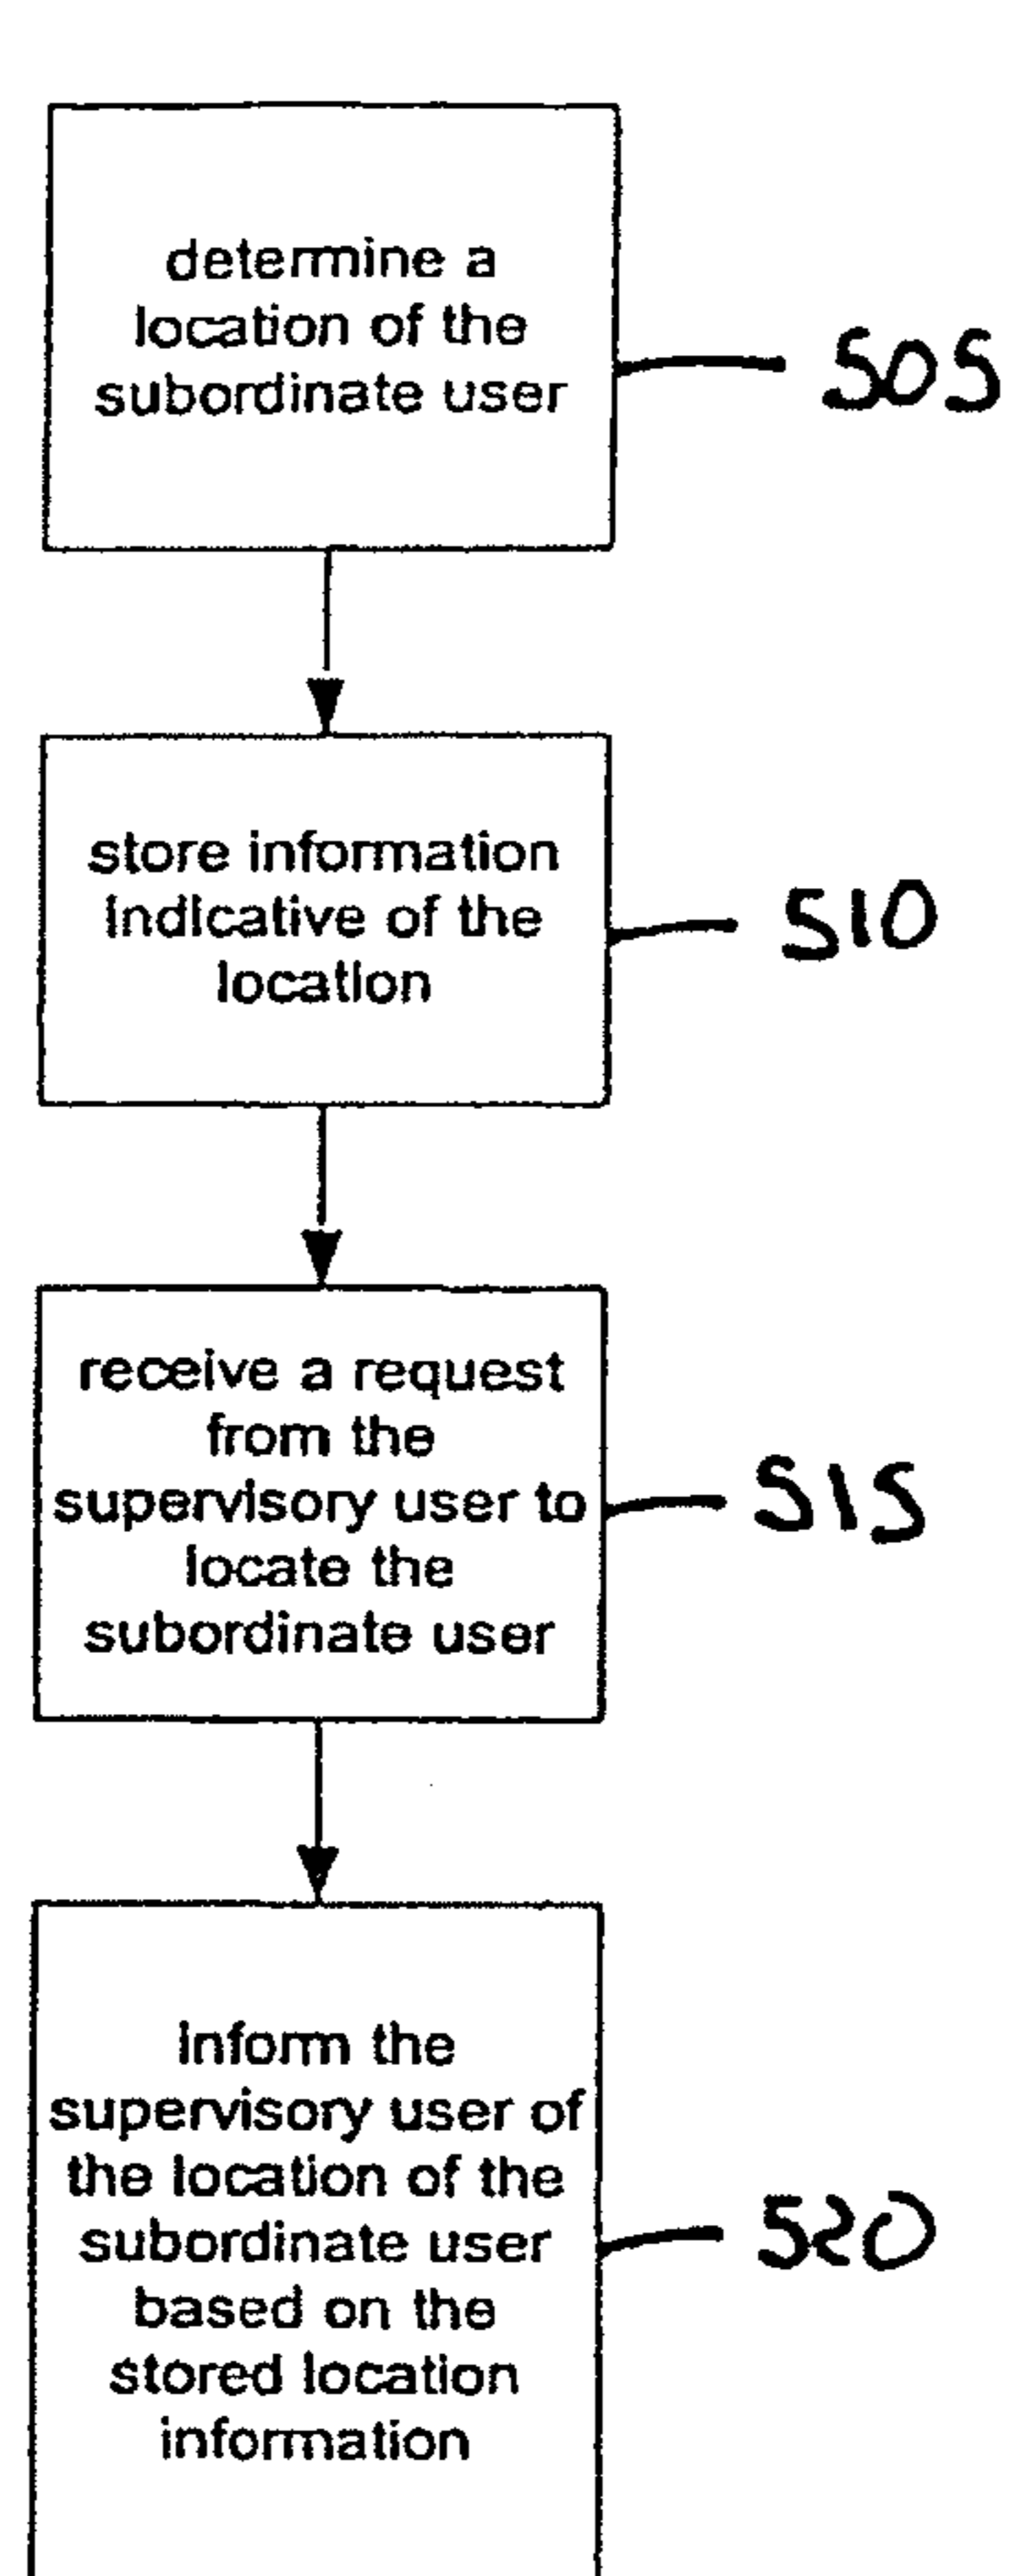 determine a
location of the
subordinate user
505
store information
indicative of the
location
510
receive a request
from the
supervisory user to
locate the
subordinate user
515
inform the
supervisory user of
the location of the
subordinate user
based on the
stored location
information
520